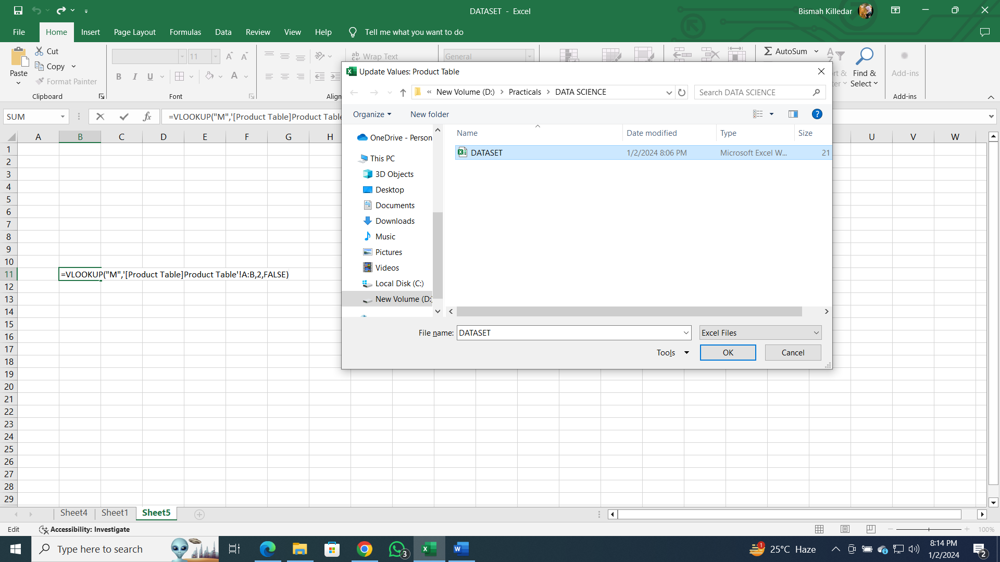 DATASET - Excel
Bismah Killedar
File Home Insert Page Layout Formulas Data Review View Help Tell me what you want to do
Paste
Cut
Copy
Format Painter
Clipboard
11
B I U
Font
Wrap Text
Align
General
AutoSum
Find &
Select
Add-ins
Add-ins
SUM
fx
=VLOOKUP("M",'[Product Table]Product Table
A B C D E F G H U V W
1
2
3
4
5
6
7
8
9
10
11 =VLOOKUP("M",'[Product Table]Product Table'!A:B,2,FALSE)
12
13
14
15
16
17
18
19
20
21
22
23
24
25
26
27
28
29
Update Values: Product Table
« New Volume (D:) > Practicals > DATA SCIENCE
Search DATA SCIENCE
Organize New folder
OneDrive - Person
This PC
3D Objects
Desktop
Documents
Downloads
Music
Pictures
Videos
Local Disk (C:)
New Volume (D:)
Name Date modified Type Size
DATASET 1/2/2024 8:06 PM Microsoft Excel W... 21
File name: DATASET
Excel Files
Tools OK Cancel
Sheet4 Sheet1 Sheet5
Edit Accessibility: Investigate
100%
Type here to search
3
1
25°C Haze
8:14 PM
1/2/2024
2